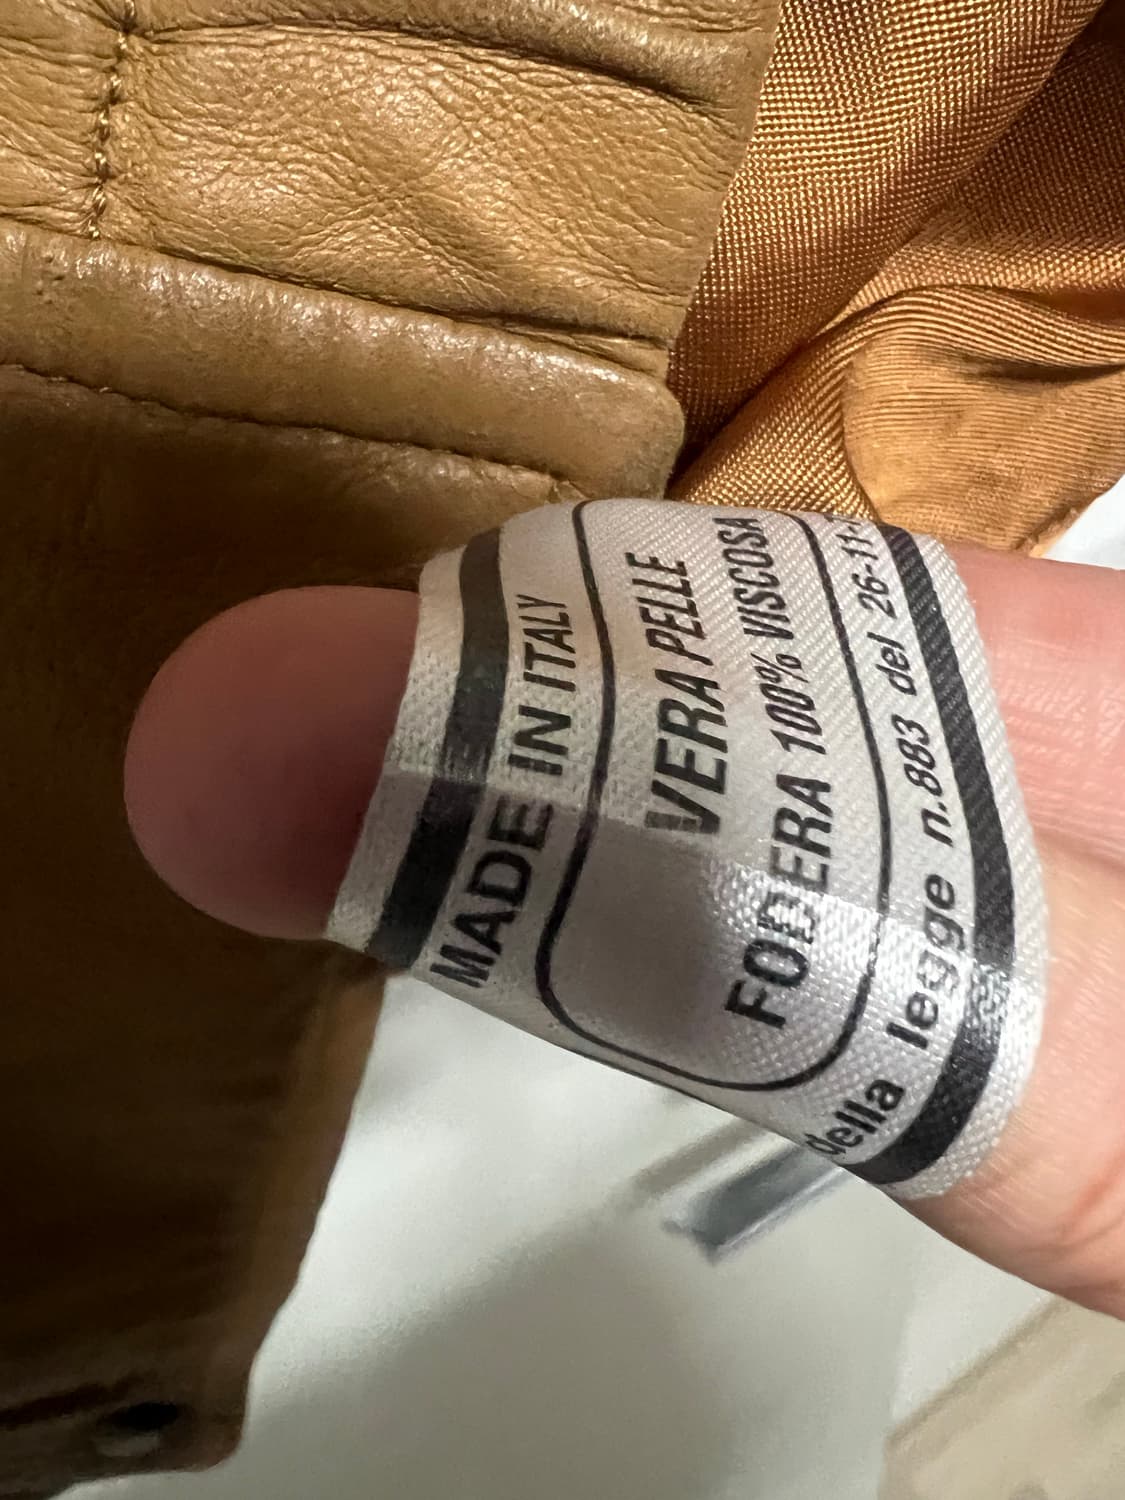 MADE IN ITALY
VERA PELLE
FODERA 100% VISCOSA
della legge n.883 del 26-11-